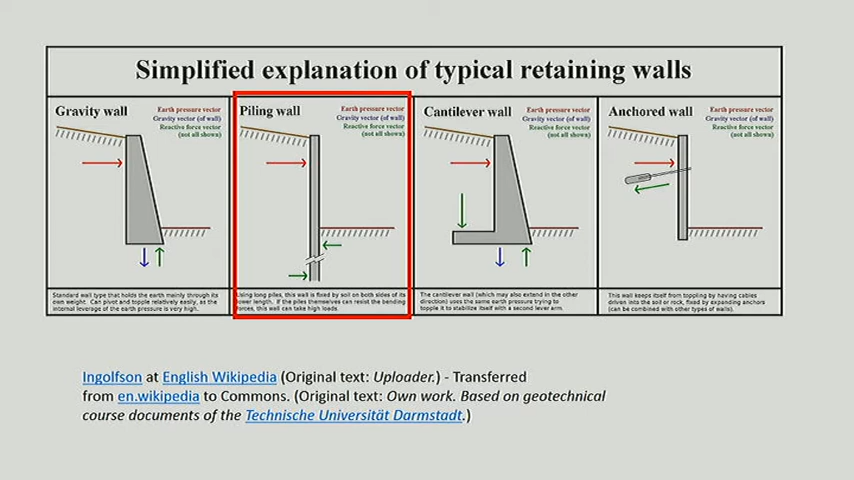 Simplified explanation of typical retaining walls
Gravity wall
Earth pressure vector
Gravity vector (of wall)
Reactive force vector
(not all shown)
Standard wall type that holds the earth mainly through its
own weight. Can pivot and topple relatively easily, as the
internal leverage of the earth pressure is very high.
Piling wall
Earth pressure vector
Gravity vector (of wall)
Reactive force vector
(not all shown)
Using long piles, this wall is fixed by soil on both sides of its
lower length. If the piles themselves can resist the bending
forces, this wall can take high loads.
Cantilever wall
Earth pressure vector
Gravity vector (of wall)
Reactive force vector
(not all shown)
The cantilever wall (which may also extend in the other
direction) uses the same earth pressure trying to
topple it to stabilize itself with a second lever arm.
Anchored wall
Earth pressure vector
Gravity vector (of wall)
Reactive force vector
(not all shown)
This wall keeps itself from toppling by having cables
driven into the soil or rock, fixed by expanding anchors
(can be combined with other types of walls).
Ingolfson at English Wikipedia (Original text: Uploader.) - Transferred
from en.wikipedia to Commons. (Original text: Own work. Based on geotechnical
course documents of the Technische Universität Darmstadt.)